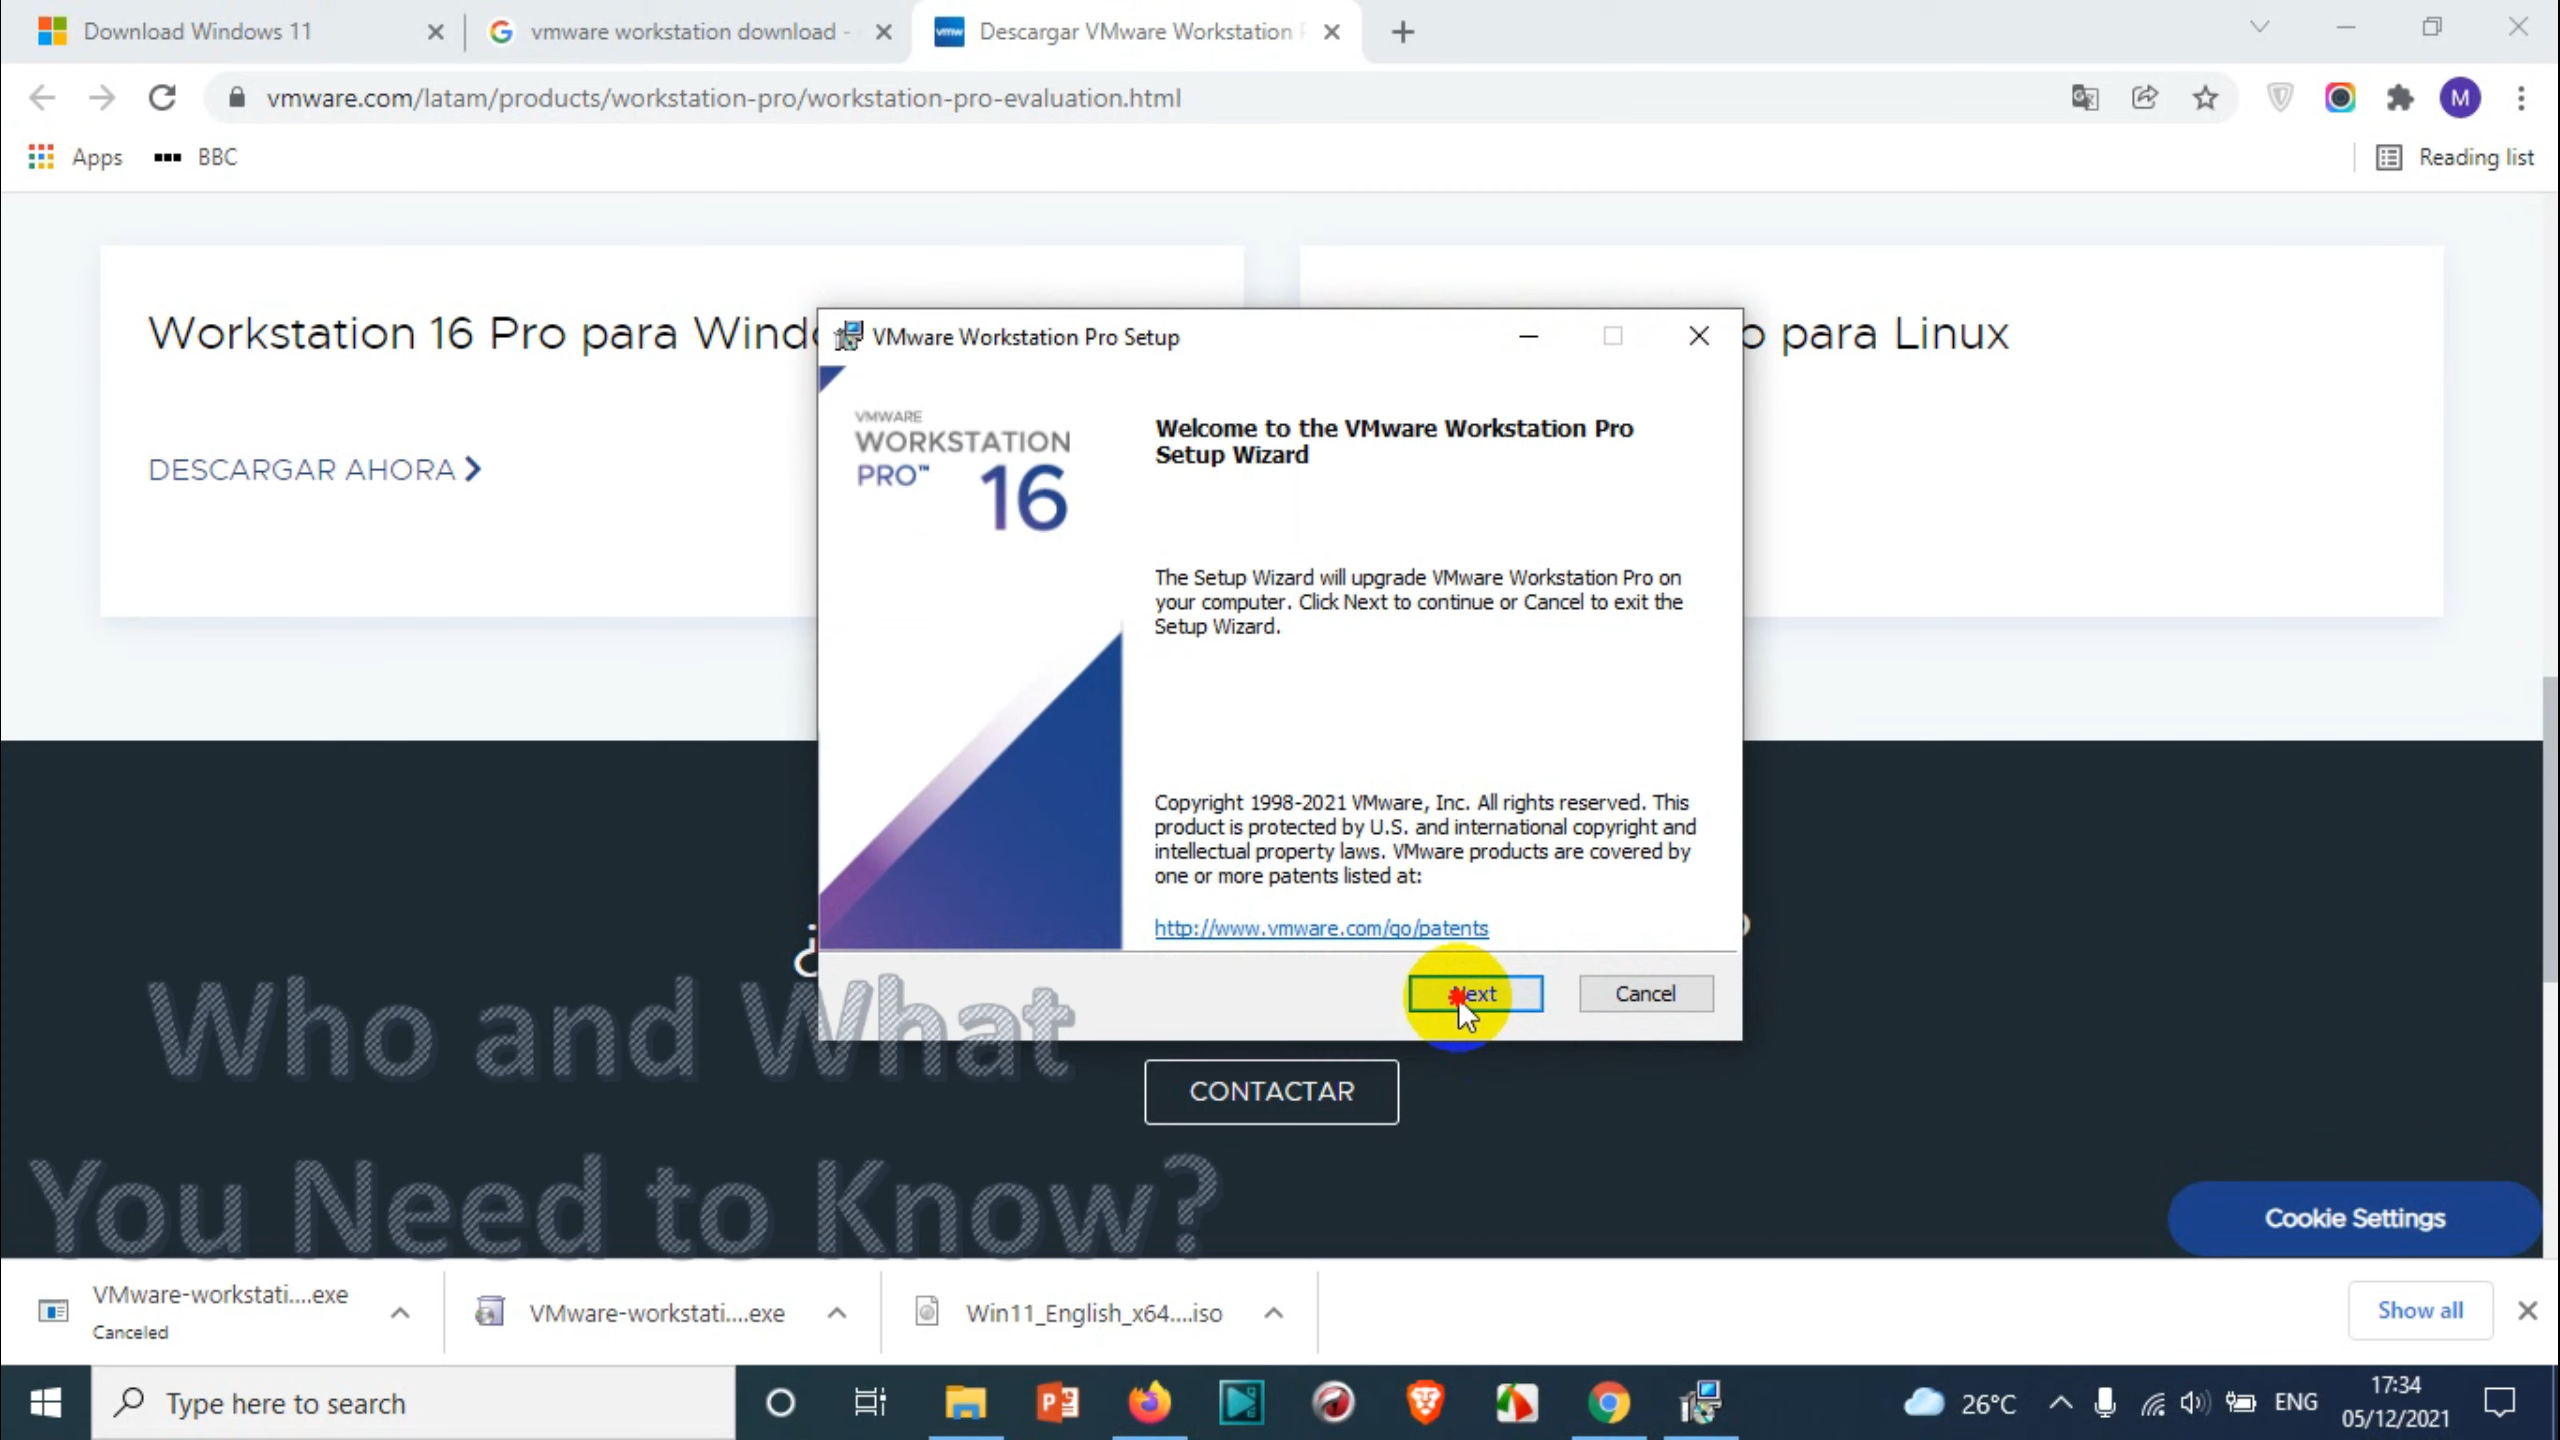 Download Windows 11
vmware workstation download -
vmw
Descargar VMware Workstation
vmware.com/latam/products/workstation-pro/workstation-pro-evaluation.html
M
Apps
BBC
Reading list
Workstation 16 Pro para
DESCARGAR AHORA
para Linux
VMware Workstation Pro Setup
VMWARE
WORKSTATION
PRO™
16
Welcome to the VMware Workstation Pro
Setup Wizard
The Setup Wizard will upgrade VMware Workstation Pro on
your computer. Click Next to continue or Cancel to exit the
Setup Wizard.
Copyright 1998-2021 VMware, Inc. All rights reserved. This
product is protected by U.S. and international copyright and
intellectual property laws. VMware products are covered by
one or more patents listed at:
http://www.vmware.com/go/patents
Next
Cancel
¿
Who and What
You Need to Know?
CONTACTAR
Cookie Settings
VMware-workstati....exe
Canceled
VMware-workstati....exe
Win11_English_x64....iso
Show all
Type here to search
26°C
ENG
17:34
05/12/2021